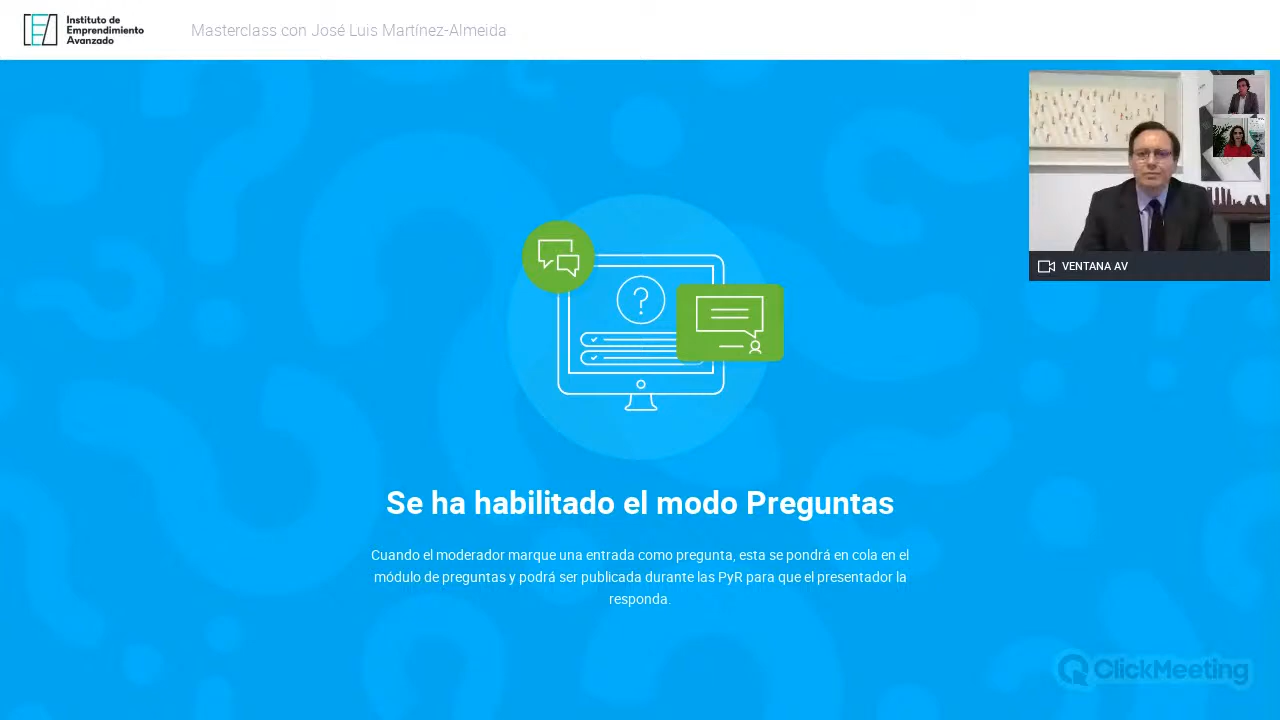 Instituto de
Emprendimiento
Avanzado
Masterclass con José Luis Martínez-Almeida
VENTANA AV
Se ha habilitado el modo Preguntas
Cuando el moderador marque una entrada como pregunta, esta se pondrá en cola en el
módulo de preguntas y podrá ser publicada durante las PyR para que el presentador la
responda.
ClickMeeting